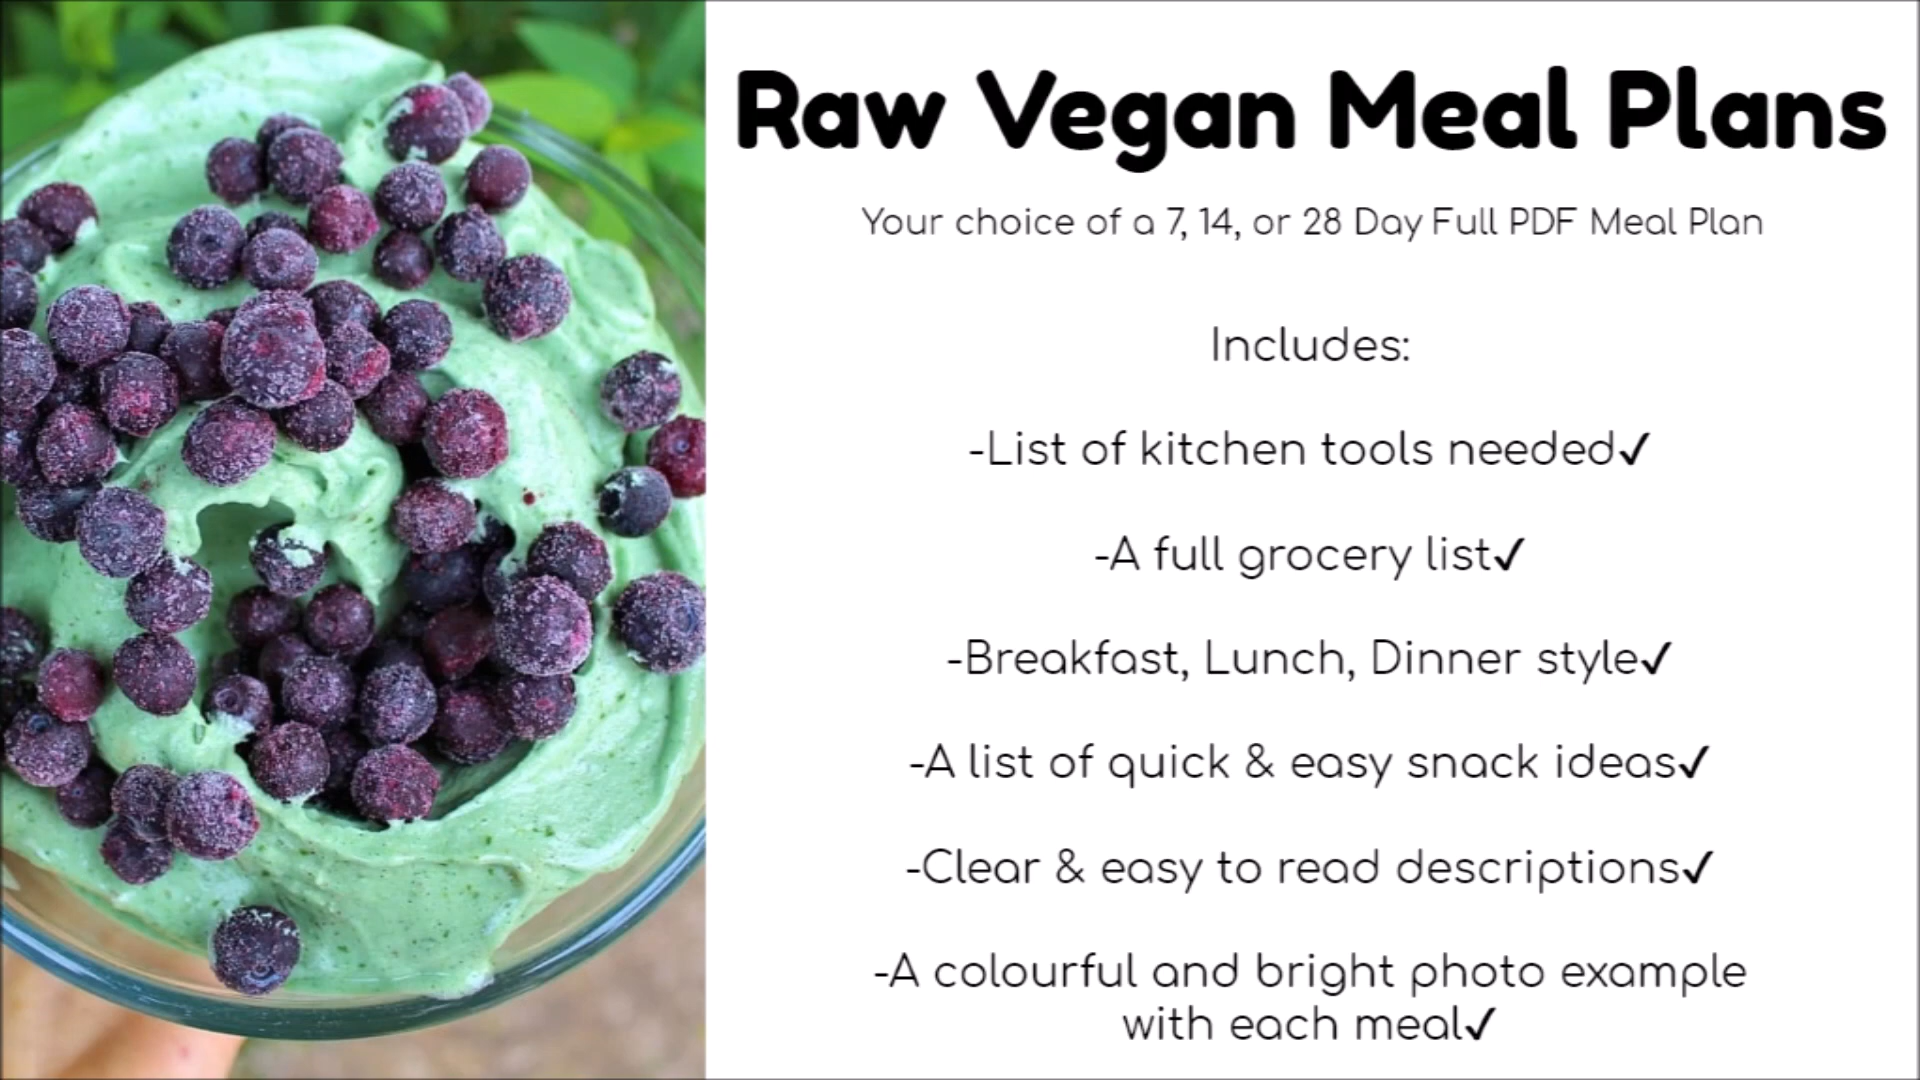 Raw Vegan Meal Plans
Your choice of a 7, 14, or 28 Day Full PDF Meal Plan
Includes:
-List of kitchen tools needed✓
-A full grocery list✓
-Breakfast, Lunch, Dinner style✓
-A list of quick & easy snack ideas✓
-Clear & easy to read descriptions✓
-A colourful and bright photo example
with each meal✓